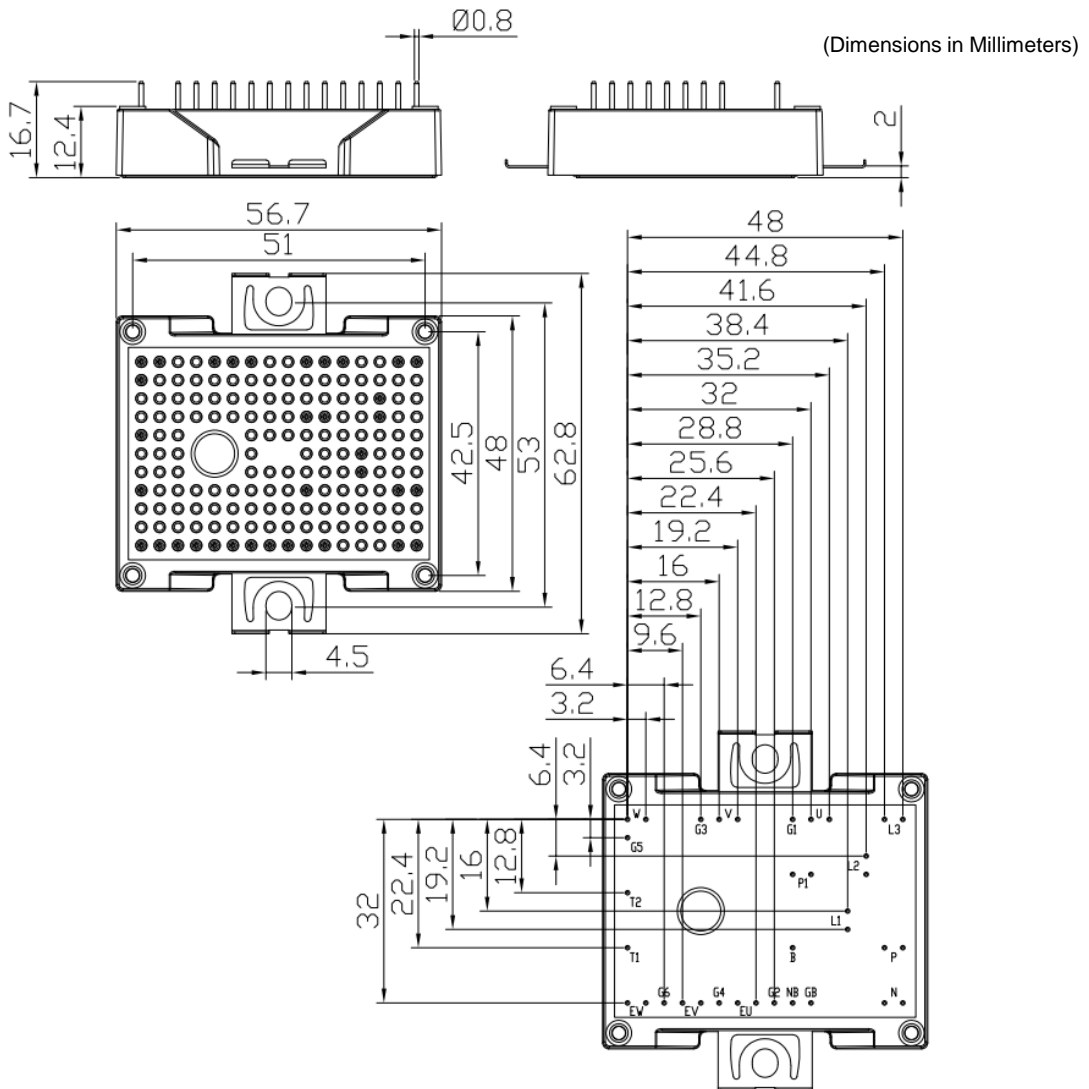 Ø0.8
(Dimensions in Millimeters)
16.7
12.4
2
56.7
51
48
44.8
41.6
38.4
35.2
32
28.8
25.6
22.4
19.2
16
12.8
9.6
6.4
3.2
42.5
48
53
62.8
4.5
6.4
3.2
32
22.4
19.2
16
12.8
W
G3
V
G1
U
L3
G5
L2
P1
T2
L1
T1
B
P
EW
G6
EV
G4
EU
G2
NB
GB
N